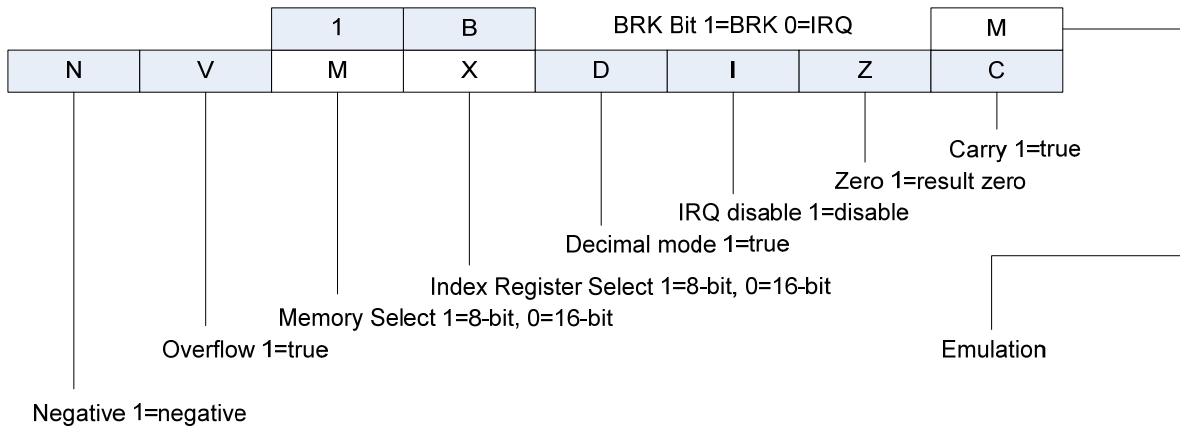 1 B BRK Bit 1=BRK 0=IRQ M
N V M X D I Z C
Carry 1=true
Zero 1=result zero
IRQ disable 1=disable
Decimal mode 1=true
Index Register Select 1=8-bit, 0=16-bit
Memory Select 1=8-bit, 0=16-bit
Overflow 1=true
Emulation
Negative 1=negative